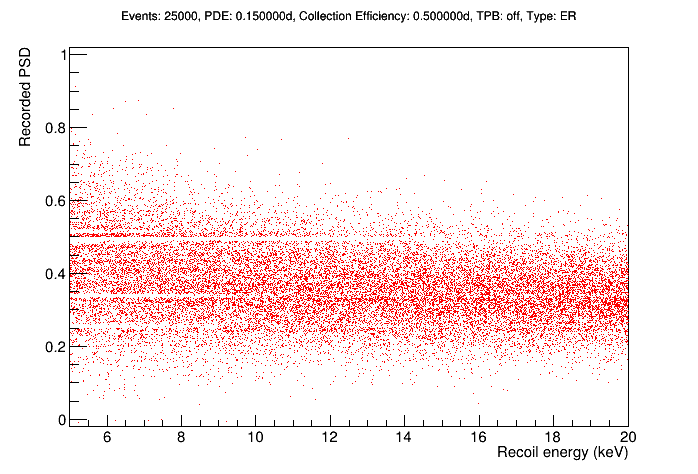 Events: 25000, PDE: 0.150000d, Collection Efficiency: 0.500000d, TPB: off, Type: ER
Recorded PSD
1
0.8
0.6
0.4
0.2
0
6 8 10 12 14 16 18 20
Recoil energy (keV)